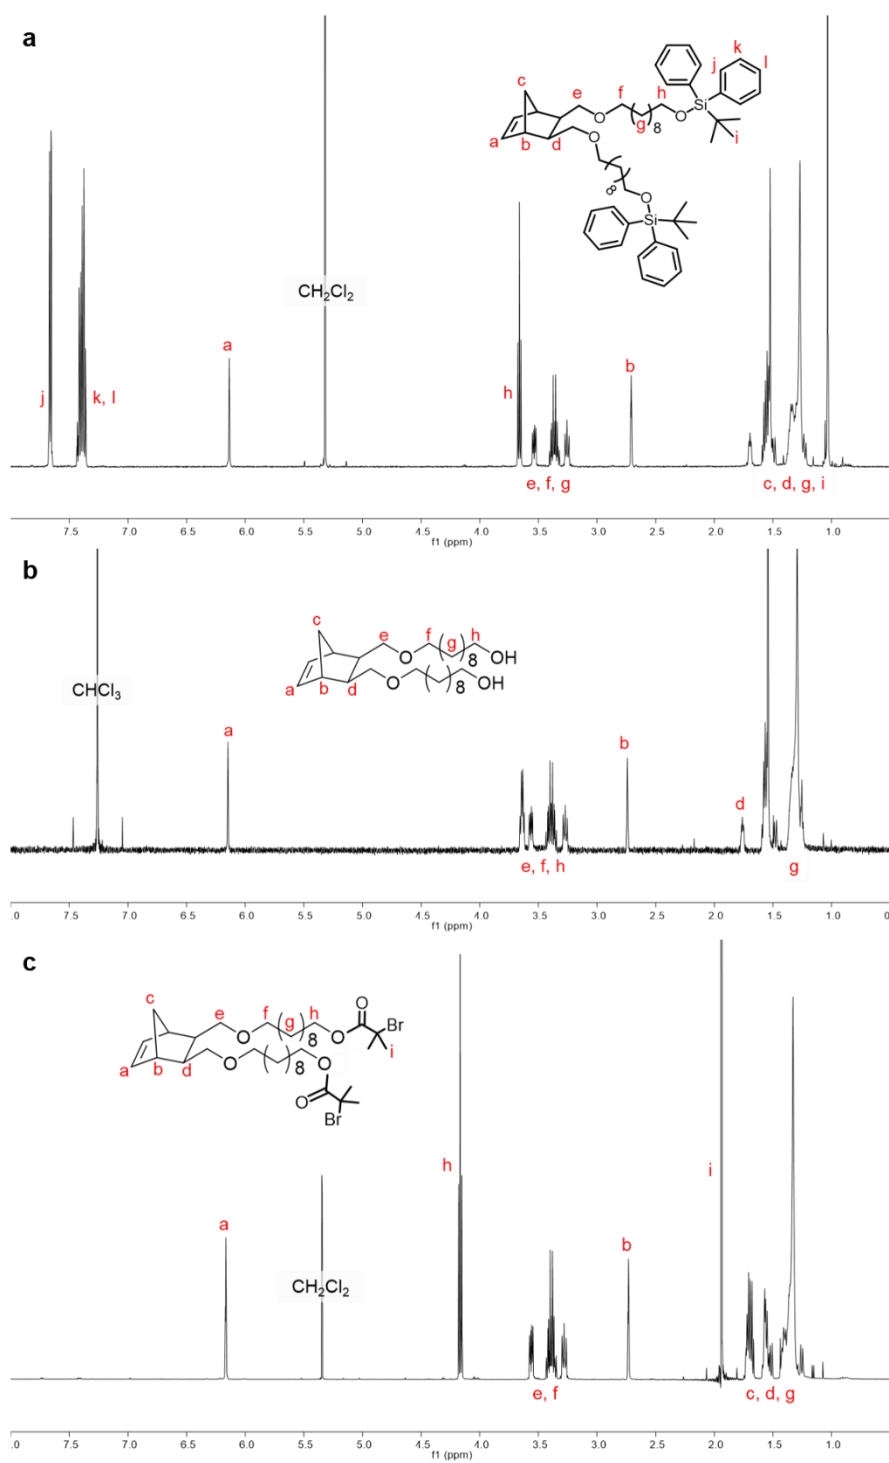 a
c
e
f
h
j
k
l
O
( )
g
8
O
Si
i
a
b
d
O
8
O
Si
CH2Cl2
a
h
b
j
k, l
e, f, g
c, d, g, i
7.5 7.0 6.5 6.0 5.5 5.0 4.5 4.0 3.5 3.0 2.5 2.0 1.5 1.0
f1 (ppm)
b
c
e
f
g
h
O
( )
8
OH
a
b
d
O
( )
8
OH
CHCl3
a
b
d
e, f, h
g
.0 7.5 7.0 6.5 6.0 5.5 5.0 4.5 4.0 3.5 3.0 2.5 2.0 1.5 1.0 0
f1 (ppm)
c
c
e
f
g
h
O
Br
O
( )
8
O
i
a
b
d
O
( )
8
O
O
Br
h
i
a
b
CH2Cl2
e, f
c, d, g
.0 7.5 7.0 6.5 6.0 5.5 5.0 4.5 4.0 3.5 3.0 2.5 2.0 1.5 1.0
f1 (ppm)